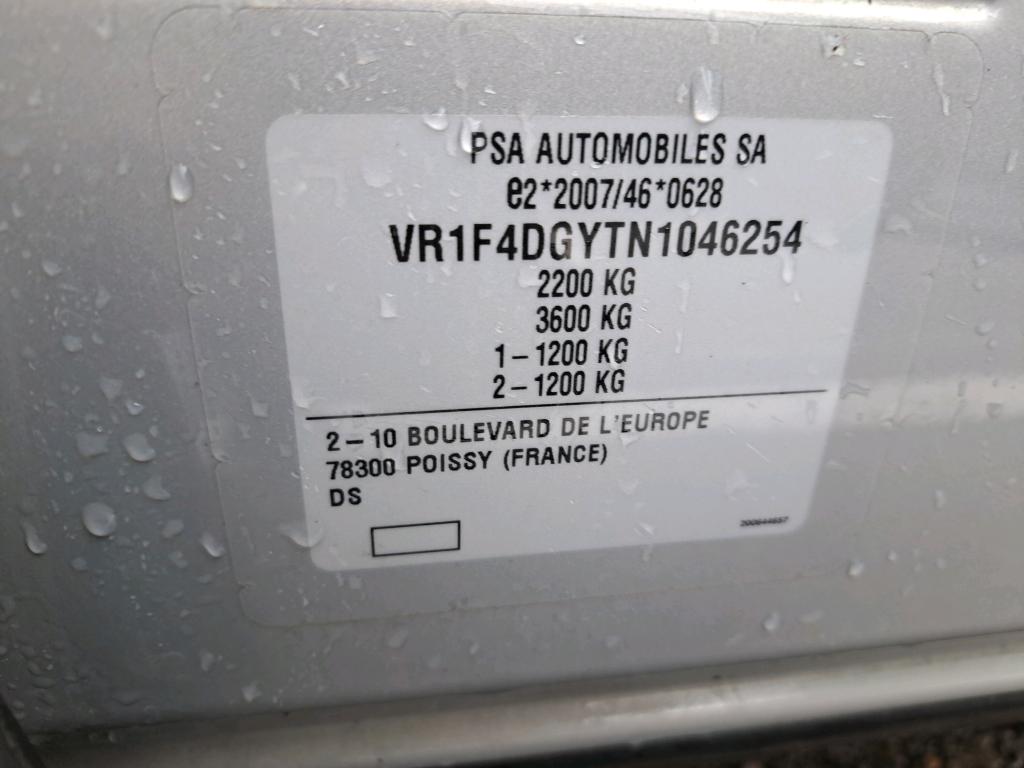 PSA AUTOMOBILES SA
e2*2007/46*0628
VR1F4DGYTN1046254
2200 KG
3600 KG
1-1200 KG
2-1200 KG
2-10 BOULEVARD DE L'EUROPE
78300 POISSY (FRANCE)
DS